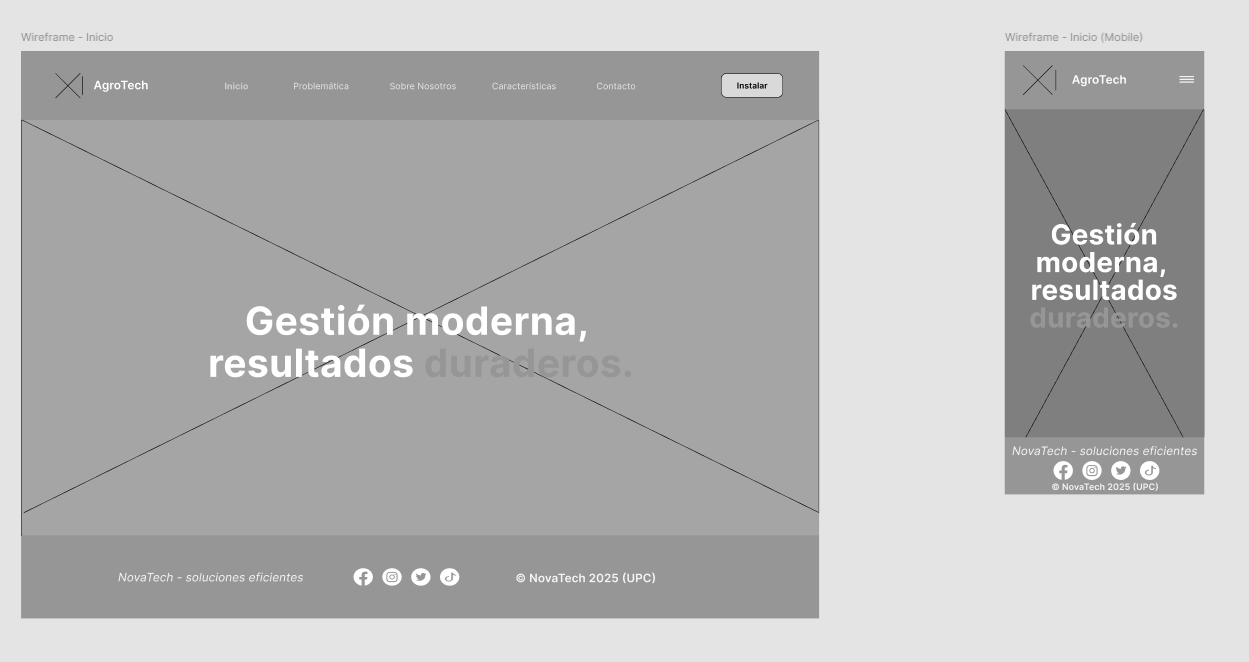 Wireframe - Inicio
AgroTech
Inicio
Problemática
Sobre Nosotros
Características
Contacto
Instalar
Gestión moderna,
resultados duraderos.
NovaTech - soluciones eficientes
© NovaTech 2025 (UPC)
Wireframe - Inicio (Mobile)
AgroTech
Gestión
moderna,
resultados
duraderos.
NovaTech - soluciones eficientes
© NovaTech 2025 (UPC)